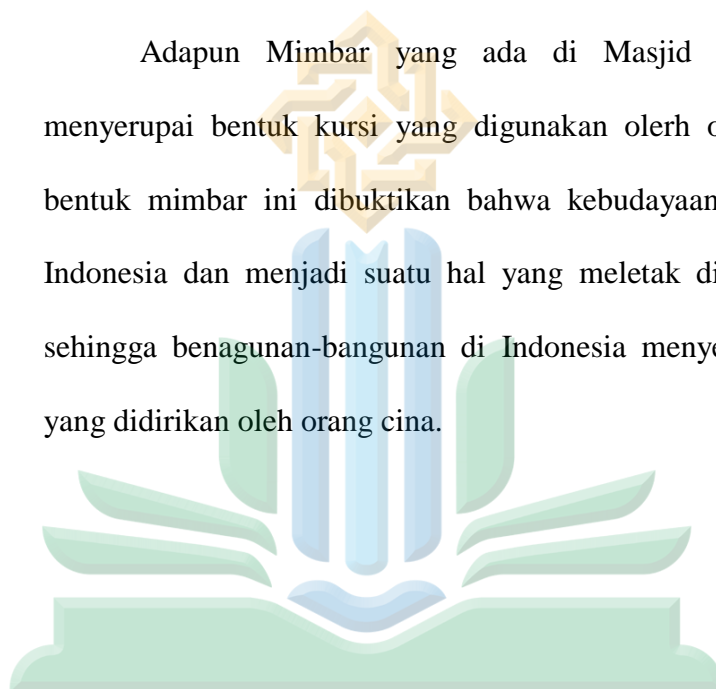 Adapun Mimbar yang ada di Masjid
menyerupai bentuk kursi yang digunakan olerh
bentuk mimbar ini dibuktikan bahwa kebudayaan
Indonesia dan menjadi suatu hal yang meletak
sehingga benagunan-bangunan di Indonesia
yang didirikan oleh orang cina.